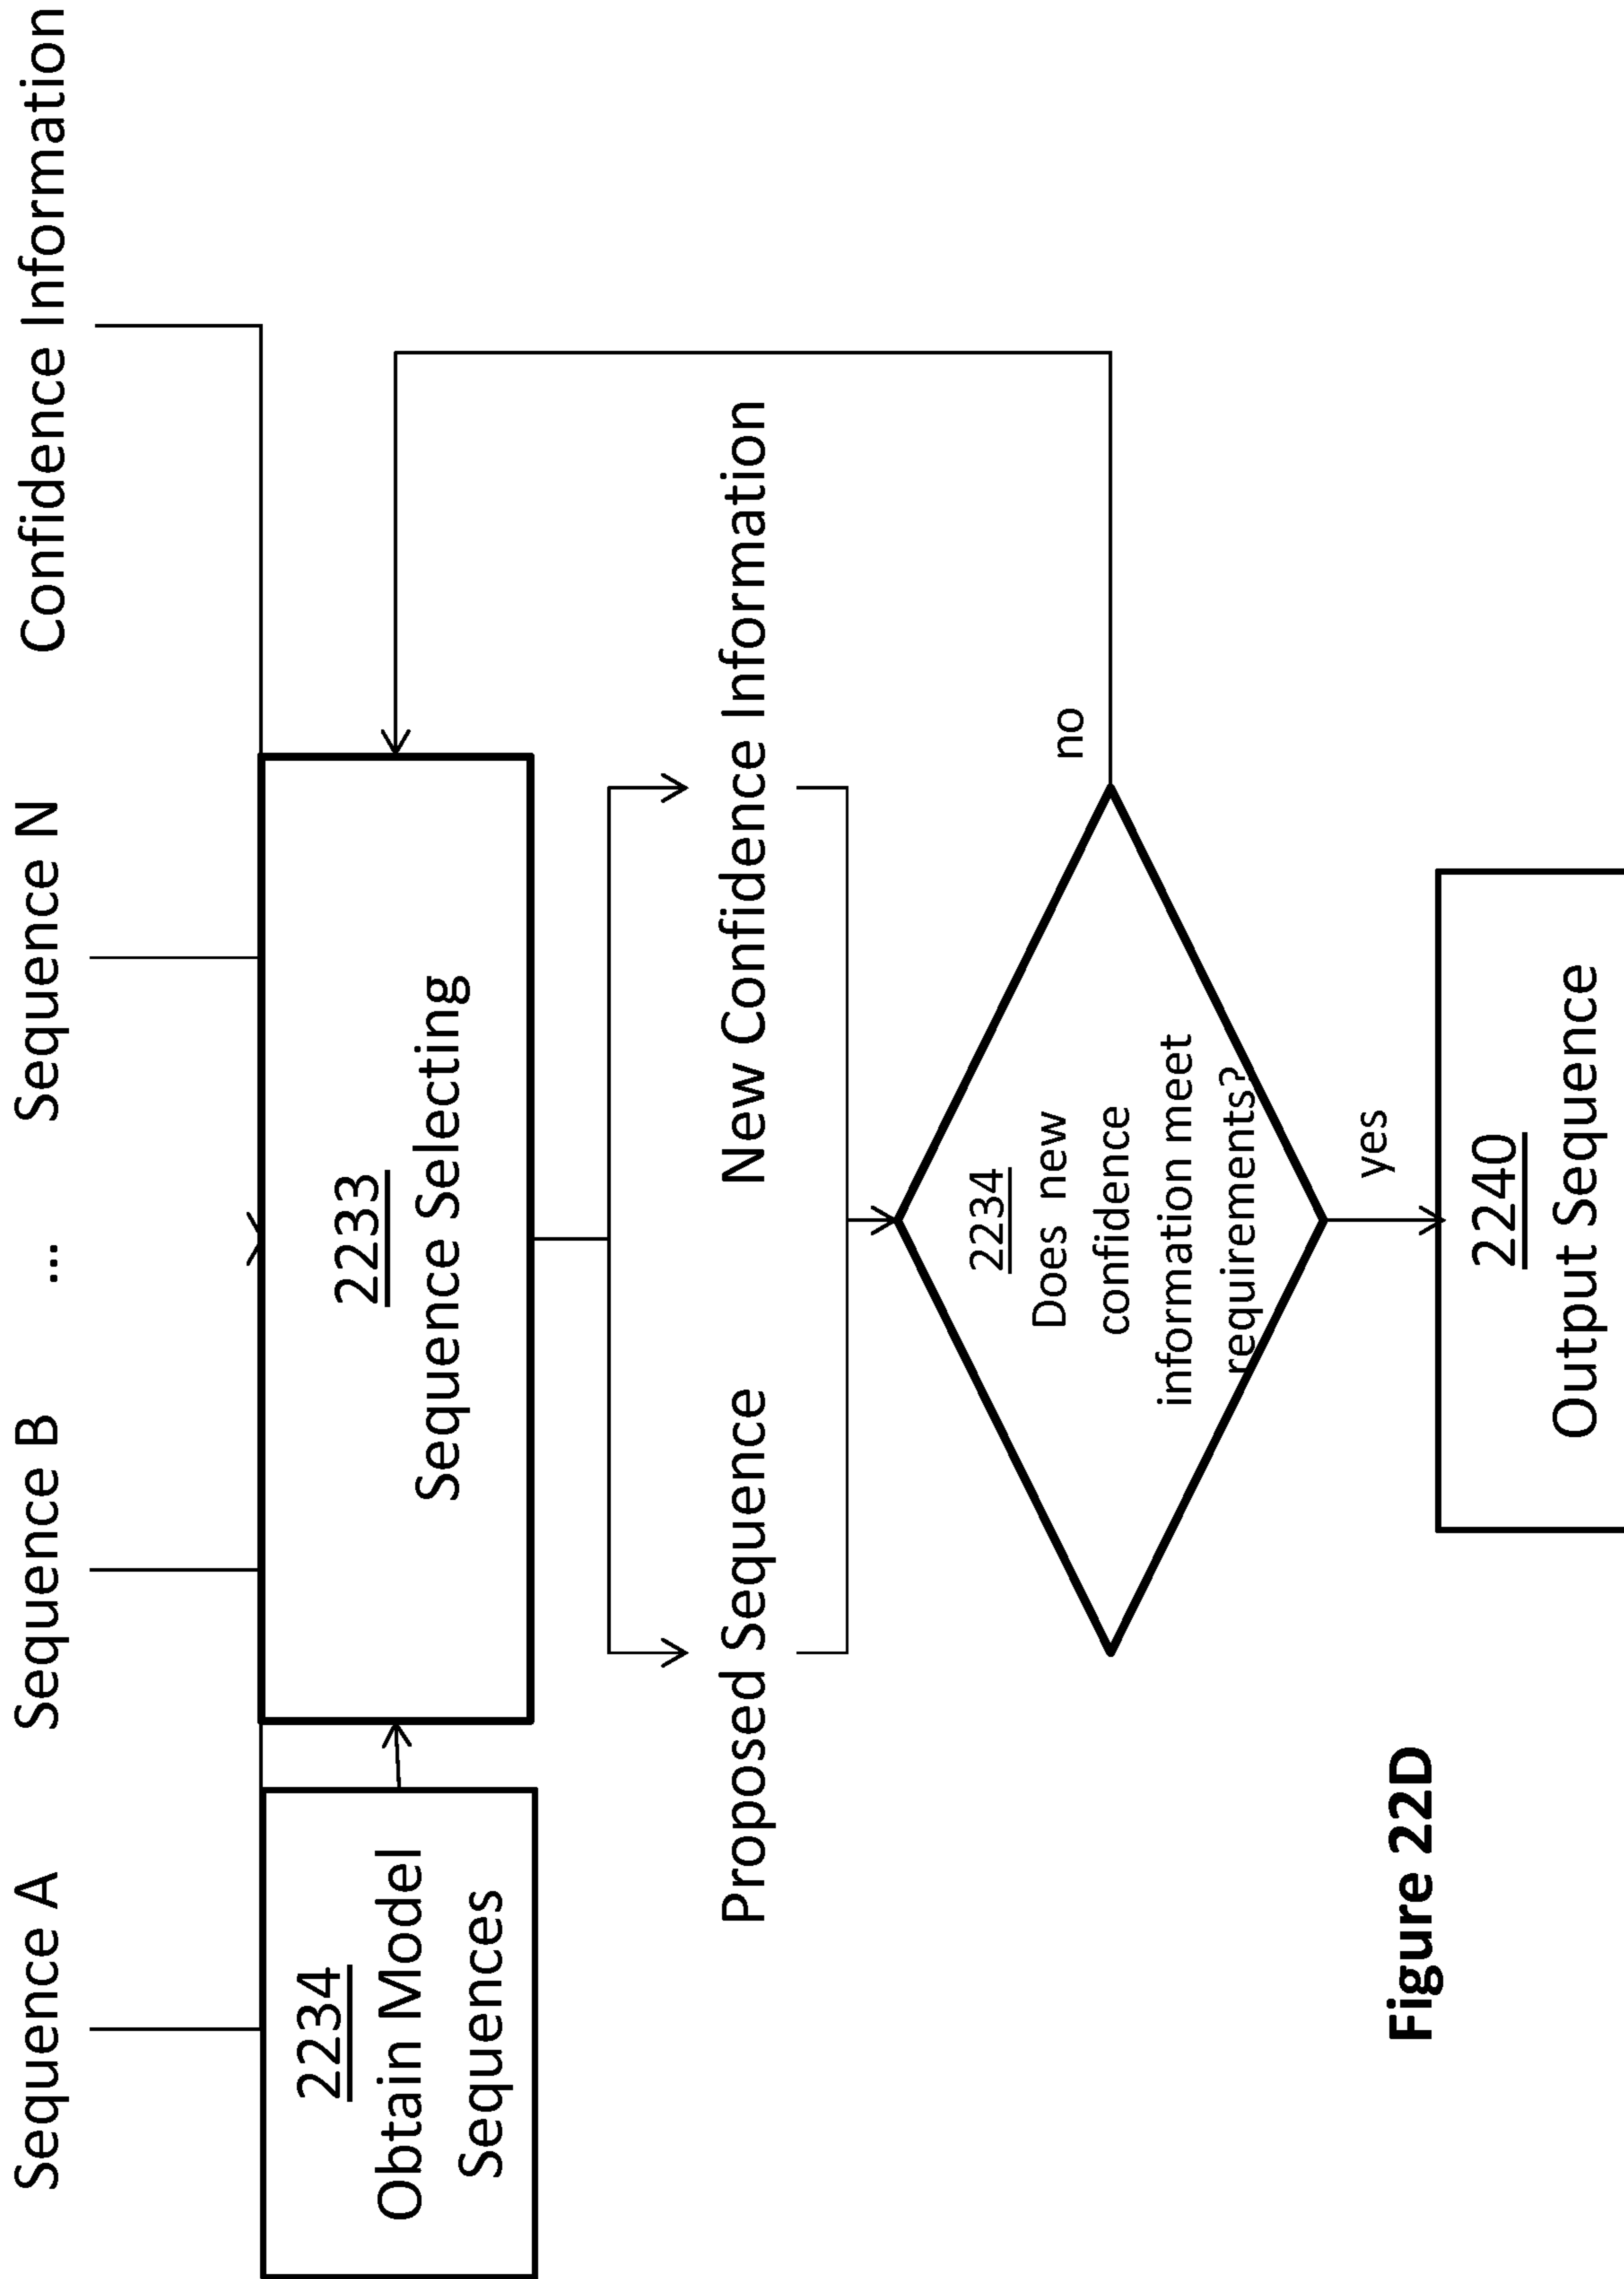 Sequence A
Sequence B
...
Sequence N
Confidence Information
2234
Obtain Model
Sequences
2233
Sequence Selecting
Proposed Sequence
New Confidence Information
2234
Does new
confidence
information meet
requirements?
no
yes
2240
Output Sequence
Figure 22D